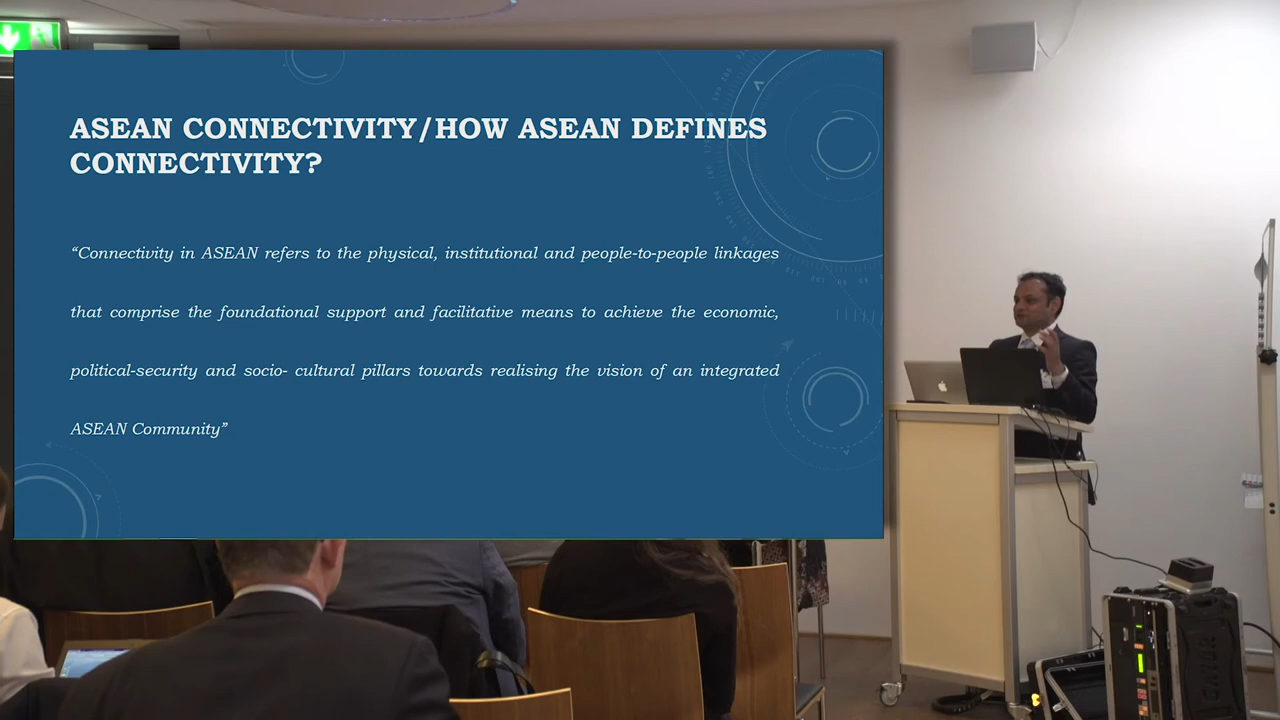 ASEAN CONNECTIVITY/HOW ASEAN DEFINES
CONNECTIVITY?
“Connectivity in ASEAN refers to the physical, institutional and people-to-people linkages
that comprise the foundational support and facilitative means to achieve the economic,
political-security and socio- cultural pillars towards realising the vision of an integrated
ASEAN Community”